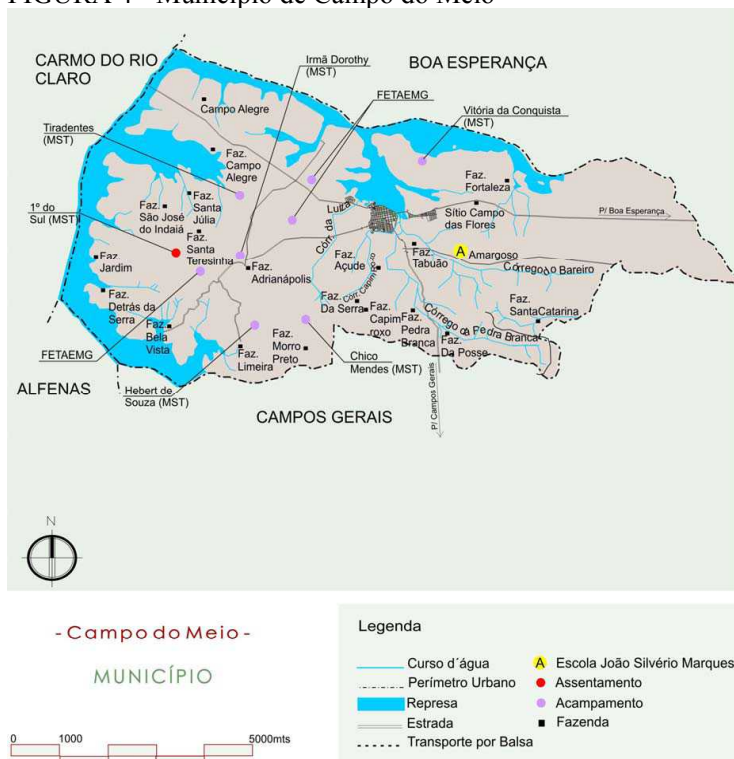 FIGURA 4 - Município de Campo do Meio
CARMO DO RIO
CLARO
Irmã Dorothy
(MST)
BOA ESPERANÇA
FETAEMG
Campo Alegre
Vitória da Conquista
(MST)
Tiradentes
(MST)
Faz.
Campo
Alegre
Faz.
Fortaleza
1º do
Sul (MST)
Faz.
São José
do Indaiá
Faz.
Santa
Júlia
Córr. da Luiza
Sítio Campo
das Flores
P/ Boa Esperança
Faz.
Santa
Teresinha
Faz.
Jardim
Faz.
Adrianápolis
Faz.
Açude
Faz.
Tabuão
A Amargoso
Córrego do Bareiro
Faz.
Detrás da
Serra
Faz.
Da Serra
Córr. Capim roxo
Faz.
Capim
roxo
Faz.
Pedra
Branca
Córrego da Pedra Branca
Faz.
SantaCatarina
Faz.
Bela
Vista
Faz.
Limeira
Faz.
Morro
Preto
Faz.
Da Posse
FETAEMG
Chico
Mendes (MST)
ALFENAS
Hebert de
Souza (MST)
CAMPOS GERAIS
P/ Campos Gerais
N
- Campo do Meio -
MUNICÍPIO
0 1000 5000mts
Legenda
Curso d´água
Perímetro Urbano
Represa
Estrada
Transporte por Balsa
A Escola João Silvério Marques
Assentamento
Acampamento
Fazenda